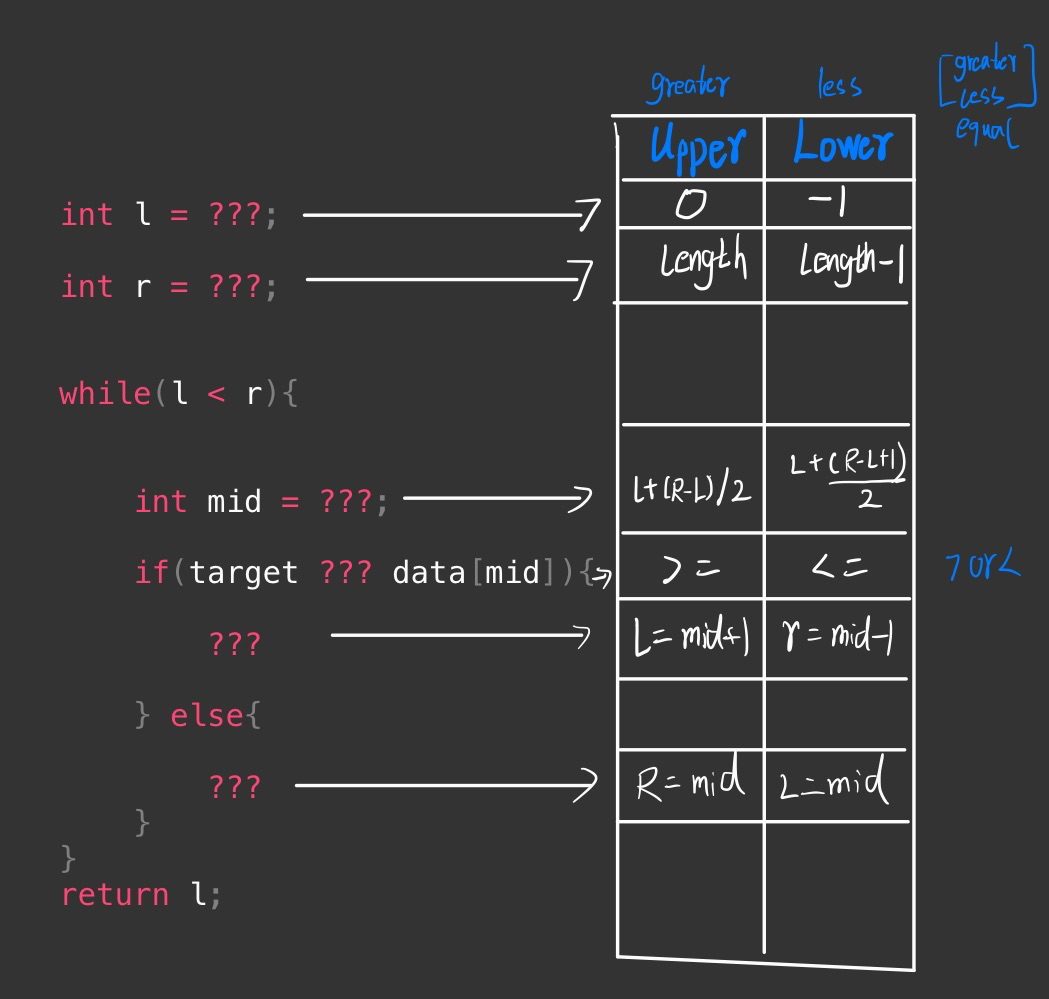 greater
less
greater
less
equal
Upper Lower
int l = ???; 0 -1
int r = ???; Length Length-1
while(l < r){
int mid = ???; L+(R-L)/2 L+(R-L+1)/2
if(target ??? data[mid]){ >= <= > or <
??? L=mid+1 r=mid-1
} else{
??? R=mid L=mid
}
}
return l;